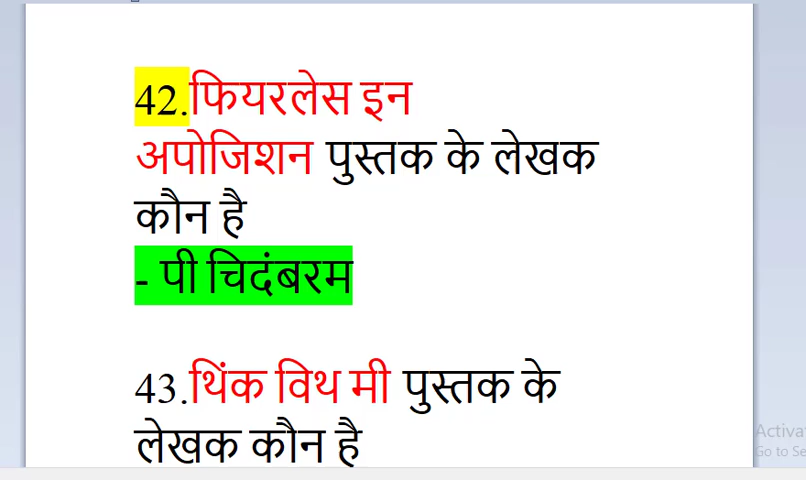 42.फियरलेस इन
अपोजिशन पुस्तक के लेखक
कौन है
- पी चिदंबरम
43.थिंक विथ मी पुस्तक के
लेखक कौन है